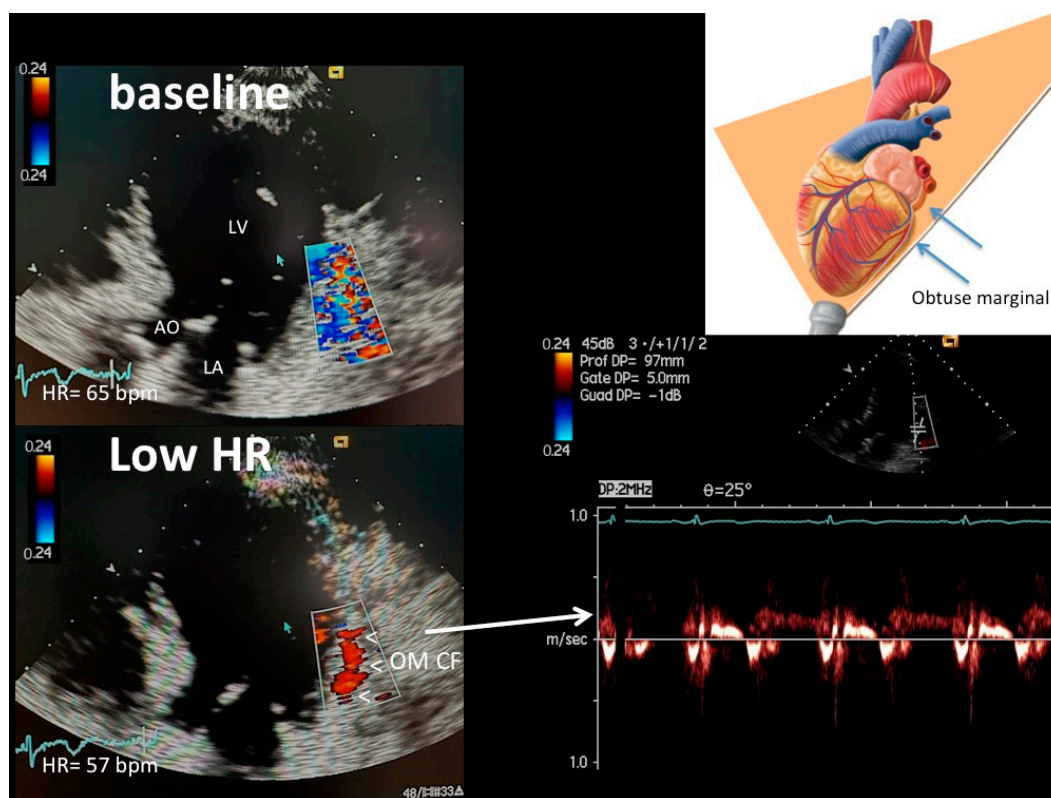 0.24
baseline
0.24
LV
AO
LA
HR= 65 bpm
0.24
Low HR
0.24
OM CF
HR= 57 bpm
48/
33
Obtuse marginal
0.24
0.24
45dB 3 ·/+1/1/2
Prof DP= 97mm
Gate DP= 5.0mm
Guad DP= -1dB
DP:2MHz θ=25°
1.0
m/sec
1.0